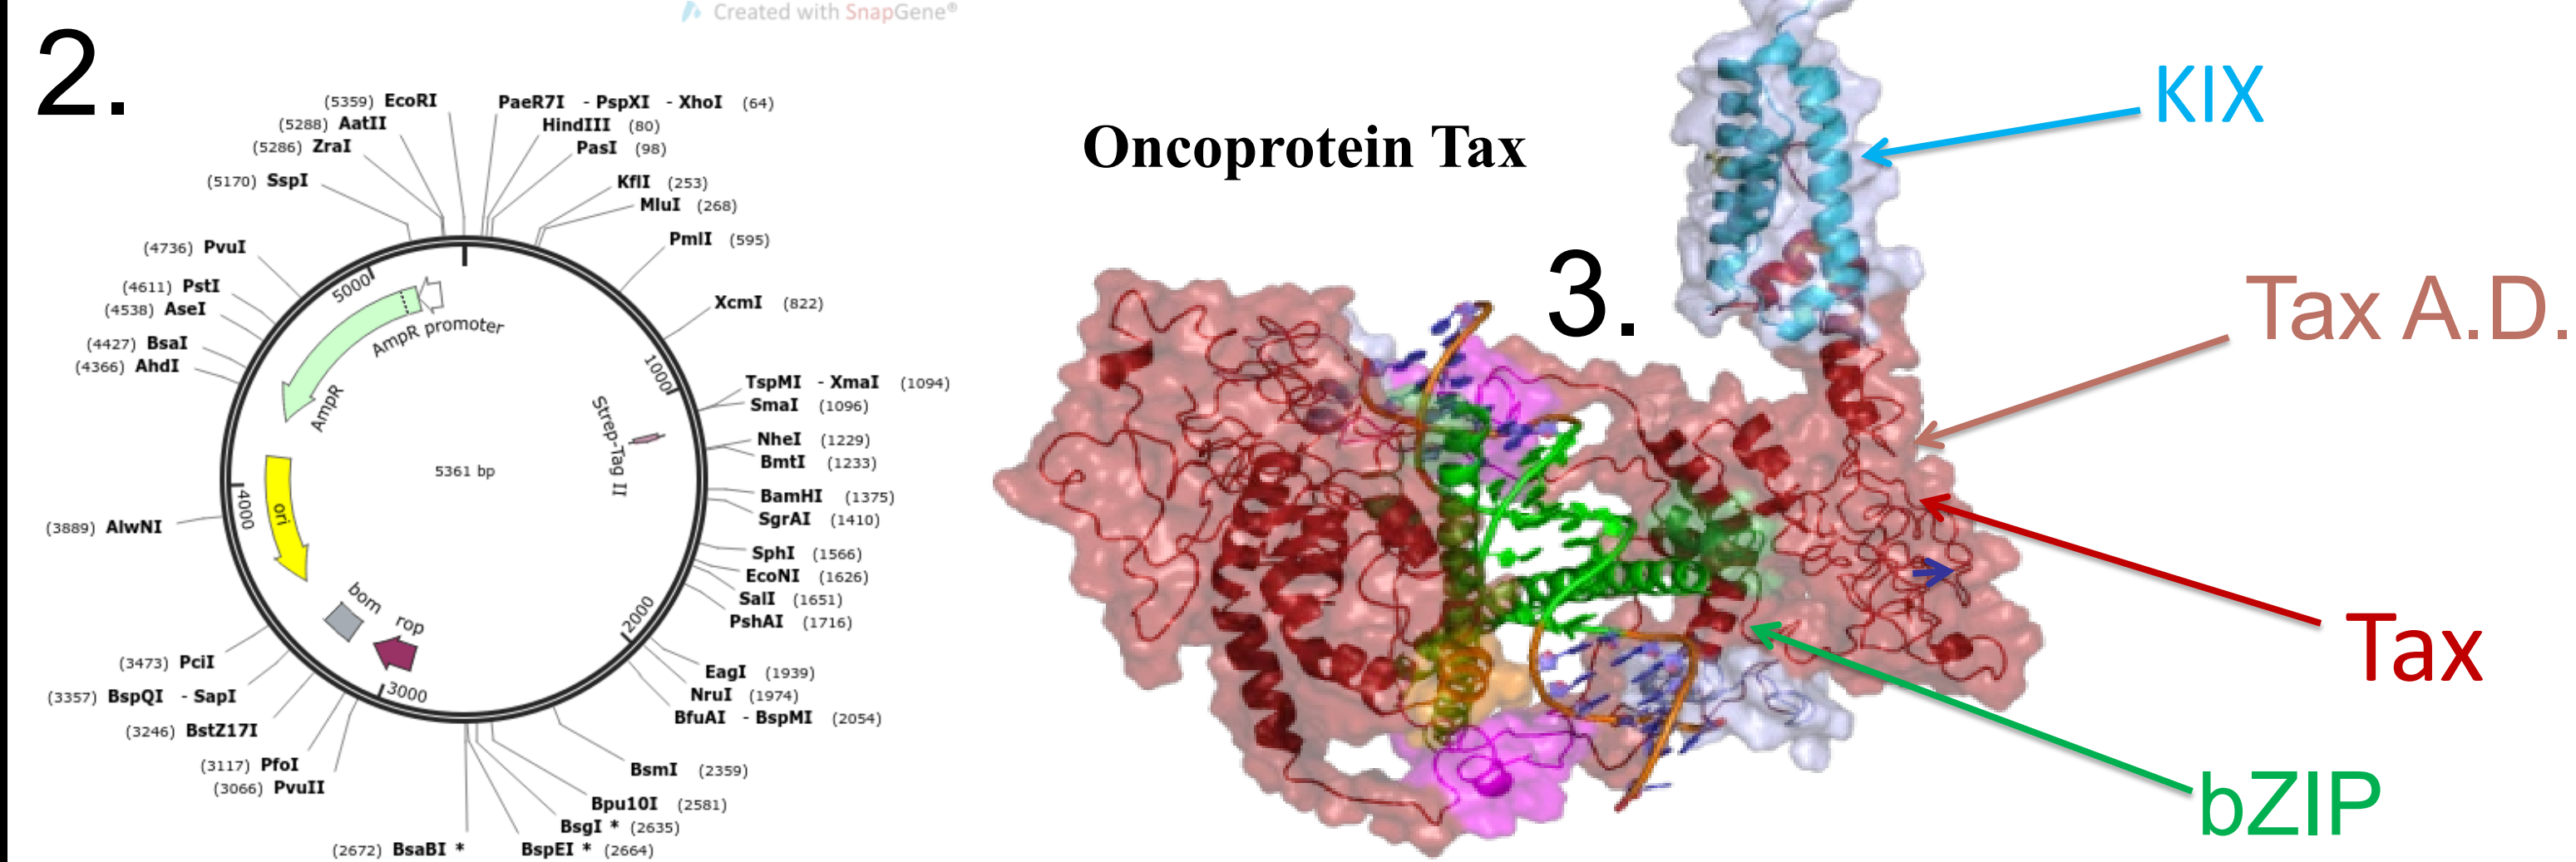 Created with SnapGene®
2.
(5359) EcoRI
(5288) AatII
(5286) ZraI
(5170) SspI
(4736) PvuI
(4611) PstI
(4538) AseI
(4427) BsaI
(4366) AhdI
(3889) AlwNI
(3473) PciI
(3357) BspQI - SapI
(3246) BstZ17I
(3117) PfoI
(3066) PvuII
(2672) BsaBI *
PaeR7I - PspXI - XhoI (64)
HindIII (80)
PasI (98)
KflI (253)
MluI (268)
PmlI (595)
XcmI (822)
TspMI - XmaI (1094)
SmaI (1096)
NheI (1229)
BmtI (1233)
BamHI (1375)
SgrAI (1410)
SphI (1566)
EcoNI (1626)
SalI (1651)
PshAI (1716)
EagI (1939)
NruI (1974)
BfuAI - BspMI (2054)
BsmI (2359)
Bpu10I (2581)
BsgI * (2635)
BspEI * (2664)
1000
2000
3000
4000
5000
AmpR promoter
AmpR
ori
bom
rop
Strep-Tag II
5361 bp
Oncoprotein Tax
3.
KIX
Tax A.D.
Tax
bZIP